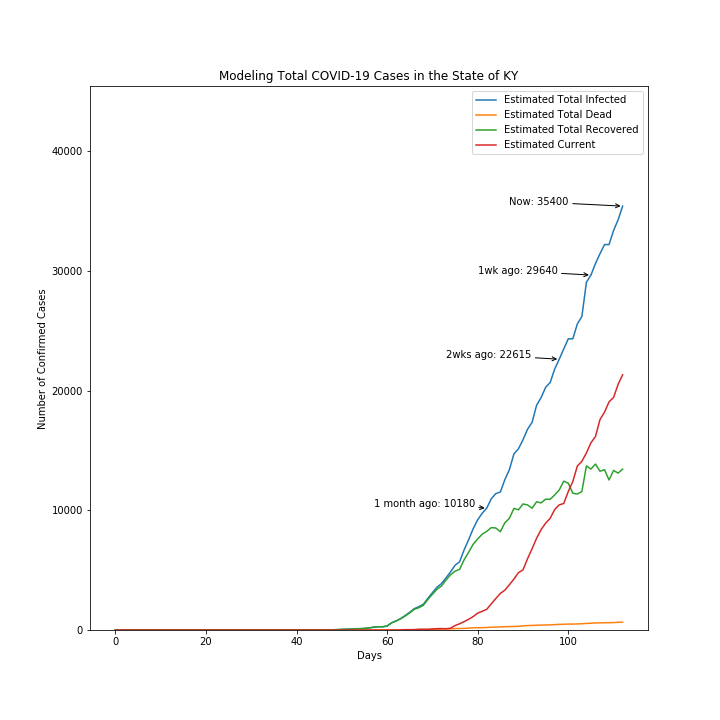 Modeling Total COVID-19 Cases in the State of KY
Estimated Total Infected
Estimated Total Dead
Estimated Total Recovered
Estimated Current
40000
30000
20000
10000
0
Number of Confirmed Cases
Now: 35400
1wk ago: 29640
2wks ago: 22615
1 month ago: 10180
0 20 40 60 80 100
Days